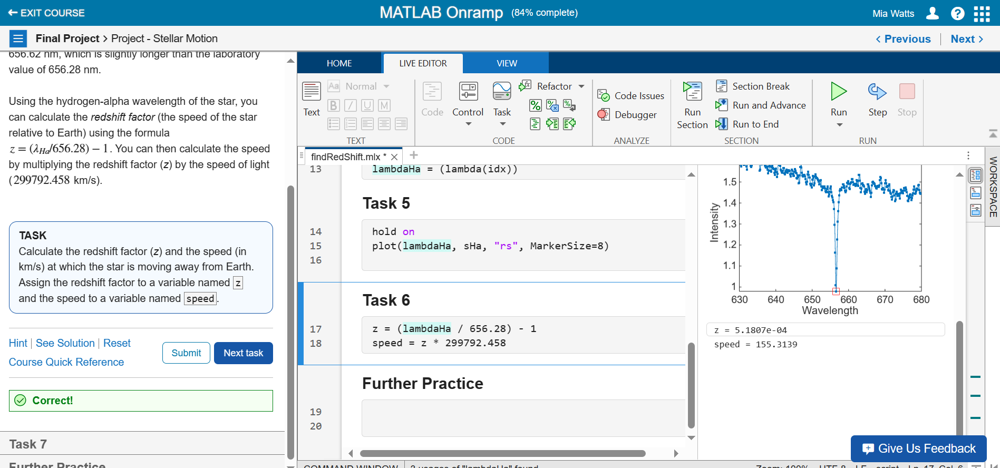 ← EXIT COURSE
MATLAB Onramp (84% complete)
Mia Watts
Final Project > Project - Stellar Motion
< Previous | Next >
656.62 nm, which is slightly longer than the laboratory
value of 656.28 nm.
Using the hydrogen-alpha wavelength of the star, you
can calculate the redshift factor (the speed of the star
relative to Earth) using the formula
z = (λHa/656.28) − 1. You can then calculate the speed
by multiplying the redshift factor (z) by the speed of light
(299792.458 km/s).
TASK
Calculate the redshift factor (z) and the speed (in
km/s) at which the star is moving away from Earth.
Assign the redshift factor to a variable named z
and the speed to a variable named speed.
Hint | See Solution | Reset
Course Quick Reference
Submit
Next task
Correct!
Task 7
Further Practice
HOME
LIVE EDITOR
VIEW
Text
Aa Normal
B I U M
TEXT
Code
Control
Task
Refactor
CODE
Code Issues
Debugger
ANALYZE
Run
Section
Section Break
Run and Advance
Run to End
SECTION
Run
Step
Stop
RUN
findRedShift.mlx *
13 lambdaHa = (lambda(idx))
Task 5
14 hold on
15 plot(lambdaHa, sHa, "rs", MarkerSize=8)
16
Task 6
17 z = (lambdaHa / 656.28) - 1
18 speed = z * 299792.458
Further Practice
19
20
Intensity
1.5
1.4
1.3
1.2
1.1
1
630 640 650 660 670 680
Wavelength
z = 5.1807e-04
speed = 155.3139
WORKSPACE
Give Us Feedback
COMMAND WINDOW
3 usages of "lambdaHa" found
Zoom: 100% UTF-8 LF script Ln 17 Col 6